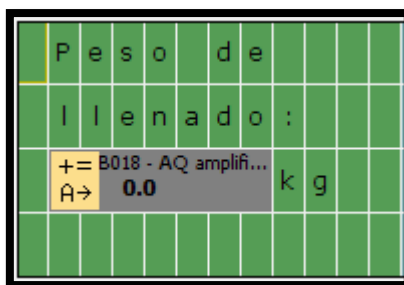 Peso de
llenado:
+= B018 - AQ amplifi...
A→ 0.0 kg